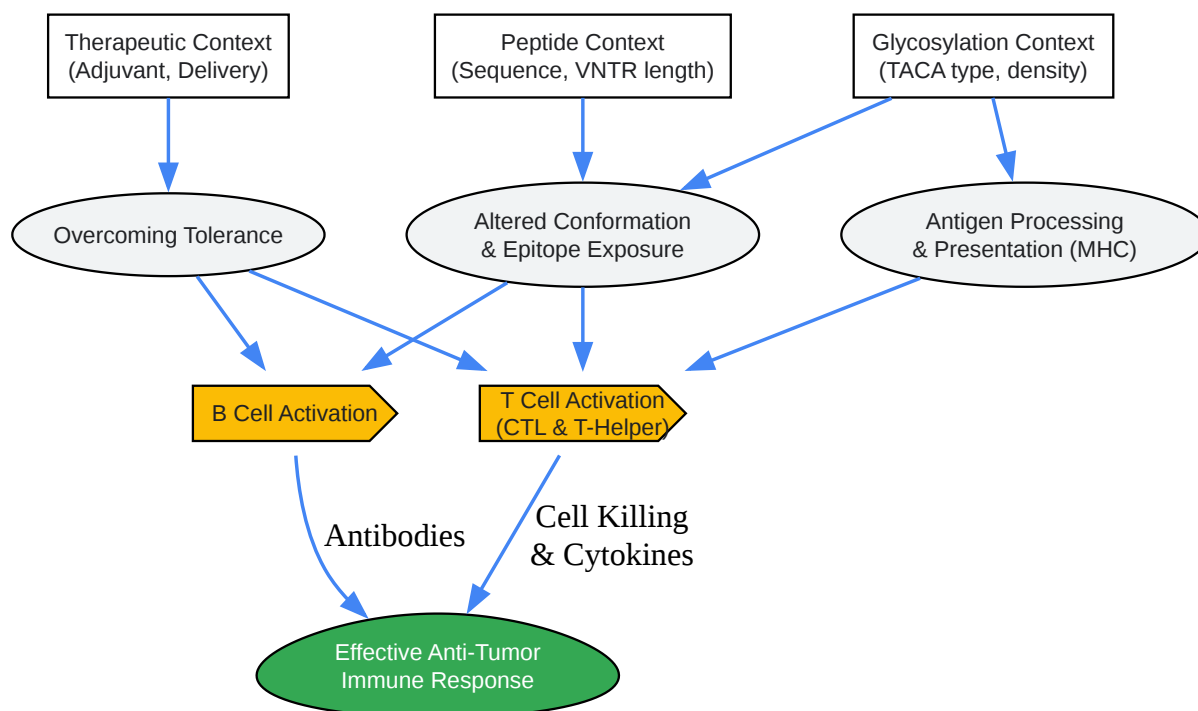 Therapeutic Context
(Adjuvant, Delivery)
Peptide Context
(Sequence, VNTR length)
Glycosylation Context
(TACA type, density)
Overcoming Tolerance
Altered Conformation
& Epitope Exposure
Antigen Processing
& Presentation (MHC)
B Cell Activation
T Cell Activation
(CTL & T-Helper)
Antibodies
Cell Killing
& Cytokines
Effective Anti-Tumor
Immune Response